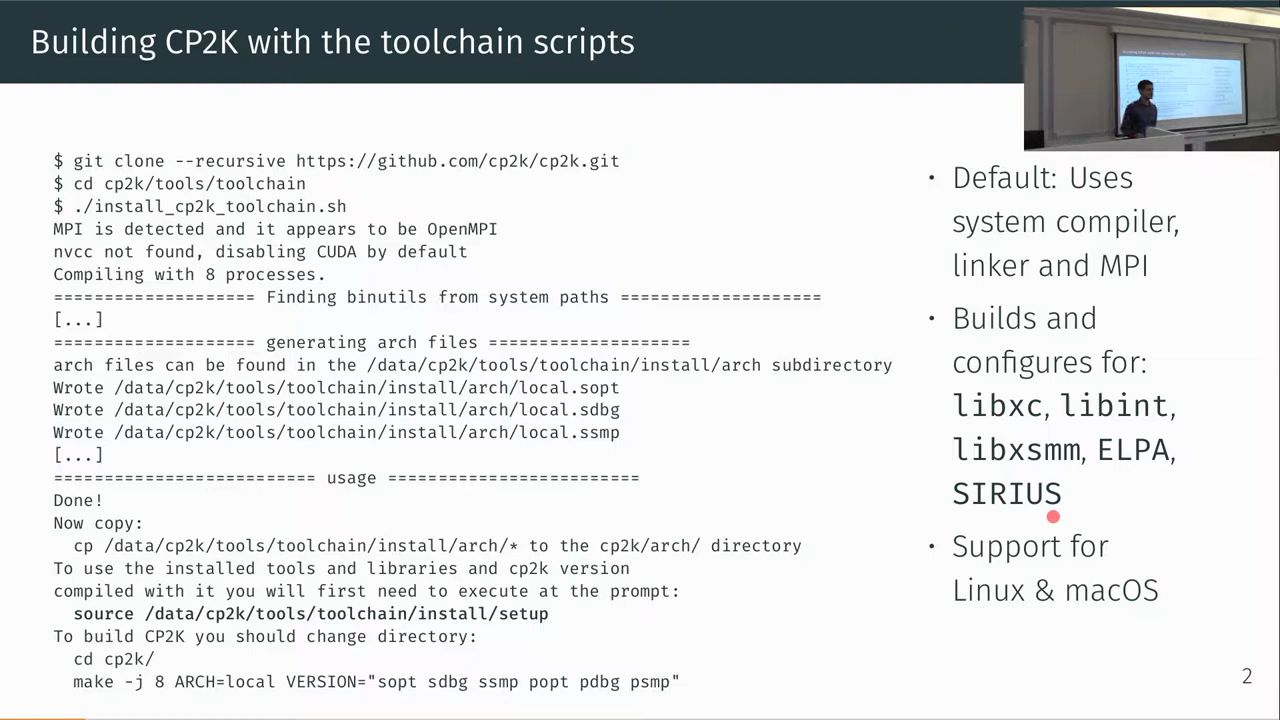 Building CP2K with the toolchain scripts
$ git clone --recursive https://github.com/cp2k/cp2k.git
$ cd cp2k/tools/toolchain
$ ./install_cp2k_toolchain.sh
MPI is detected and it appears to be OpenMPI
nvcc not found, disabling CUDA by default
Compiling with 8 processes.
==================== Finding binutils from system paths ====================
[...]
==================== generating arch files ====================
arch files can be found in the /data/cp2k/tools/toolchain/install/arch subdirectory
Wrote /data/cp2k/tools/toolchain/install/arch/local.sopt
Wrote /data/cp2k/tools/toolchain/install/arch/local.sdbg
Wrote /data/cp2k/tools/toolchain/install/arch/local.ssmp
[...]
========================== usage =========================
Done!
Now copy:
  cp /data/cp2k/tools/toolchain/install/arch/* to the cp2k/arch/ directory
To use the installed tools and libraries and cp2k version
compiled with it you will first need to execute at the prompt:
  source /data/cp2k/tools/toolchain/install/setup
To build CP2K you should change directory:
  cd cp2k/
  make -j 8 ARCH=local VERSION="sopt sdbg ssmp popt pdbg psmp"
• Default: Uses
system compiler,
linker and MPI
• Builds and
configures for:
libxc, libint,
libxsmm, ELPA,
SIRIUS
• Support for
Linux & macOS
2